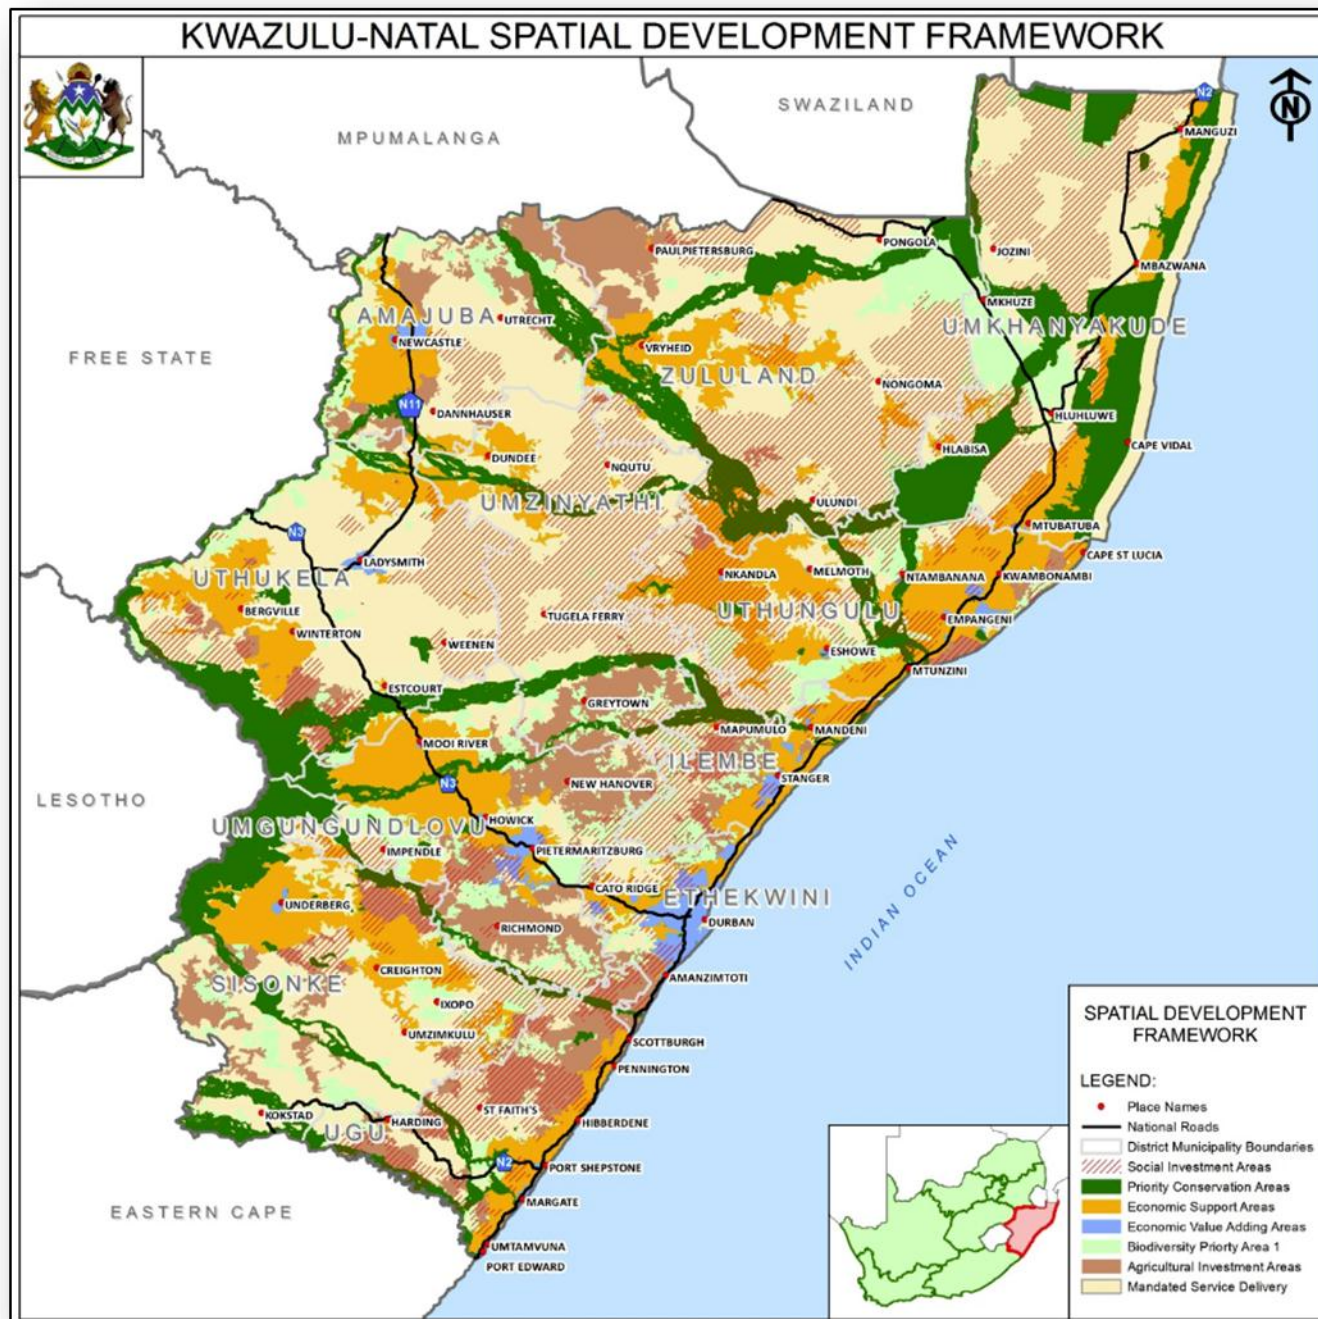 KWAZULU-NATAL SPATIAL DEVELOPMENT FRAMEWORK
SWAZILAND
MPUMALANGA
N
N2
MANGUZI
PAULPIETERSBURG
PONGOLA
JOZINI
MBAZWANA
MKHUZE
AMAJUBA
UTRECHT
UMKHANYAKUDE
NEWCASTLE
VRYHEID
FREE STATE
ZULULAND
NONGOMA
N11
DANNHAUSER
HLUHLUWE
HLABISA
CAPE VIDAL
DUNDEE
NQUTU
UMZINYATHI
ULUNDI
N3
MTUBATUBA
CAPE ST LUCIA
LADYSMITH
UTHUKELA
NKANDLA
MELMOTH
NTAMBANANA
KWAMBONAMBI
BERGVILLE
TUGELA FERRY
UTHUNGULU
EMPANGENI
WINTERTON
WEENEN
ESHOWE
MTUNZINI
ESTCOURT
GREYTOWN
MAPUMULO
MANDENI
MOOI RIVER
ILEMBE
STANGER
N3
NEW HANOVER
LESOTHO
UMGUNGUNDLOVU
HOWICK
IMPENDLE
PIETERMARITZBURG
CATO RIDGE
ETHEKWINI
UNDERBERG
DURBAN
RICHMOND
INDIAN OCEAN
CREIGHTON
AMANZIMTOTI
SISONKE
IXOPO
UMZIMKULU
SCOTTBURGH
PENNINGTON
KOKSTAD
HARDING
ST FAITH'S
HIBBERDENE
UGU
N2
PORT SHEPSTONE
MARGATE
EASTERN CAPE
UMTAMVUNA
PORT EDWARD
SPATIAL DEVELOPMENT
FRAMEWORK
LEGEND:
Place Names
National Roads
District Municipality Boundaries
Social Investment Areas
Priority Conservation Areas
Economic Support Areas
Economic Value Adding Areas
Biodiversity Priorty Area 1
Agricultural Investment Areas
Mandated Service Delivery